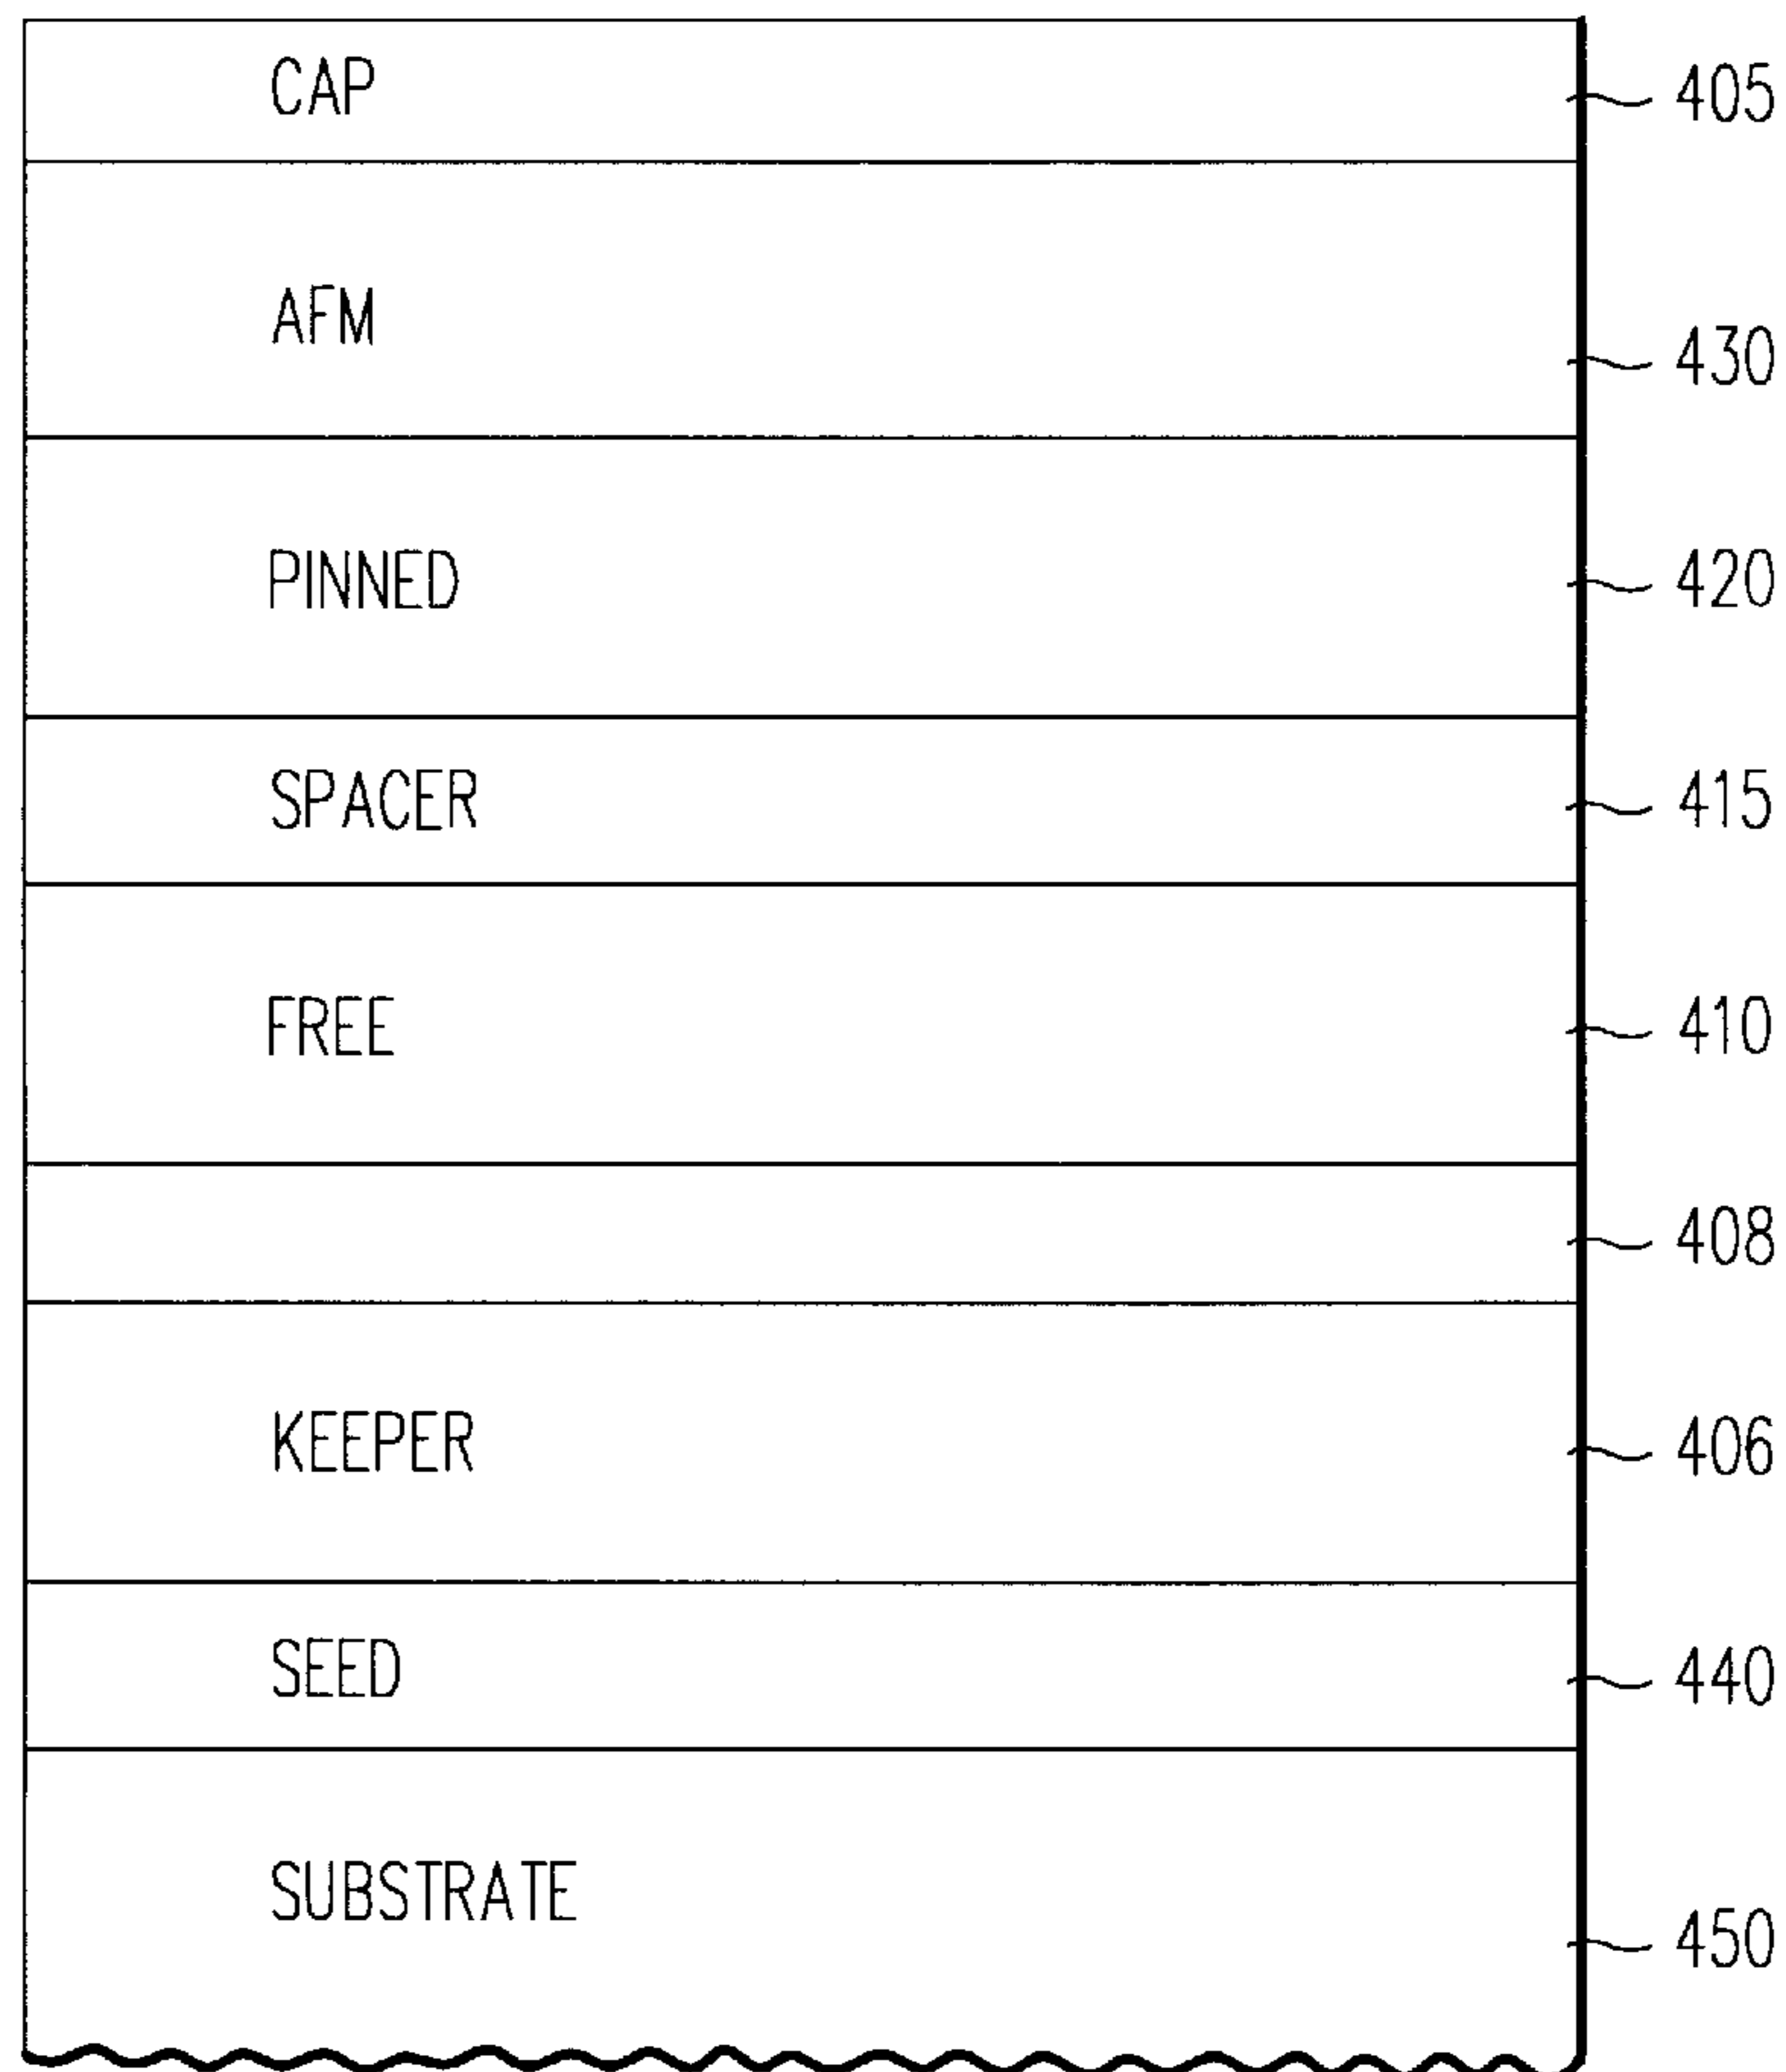 CAP 405
AFM 430
PINNED 420
SPACER 415
FREE 410
408
KEEPER 406
SEED 440
SUBSTRATE 450